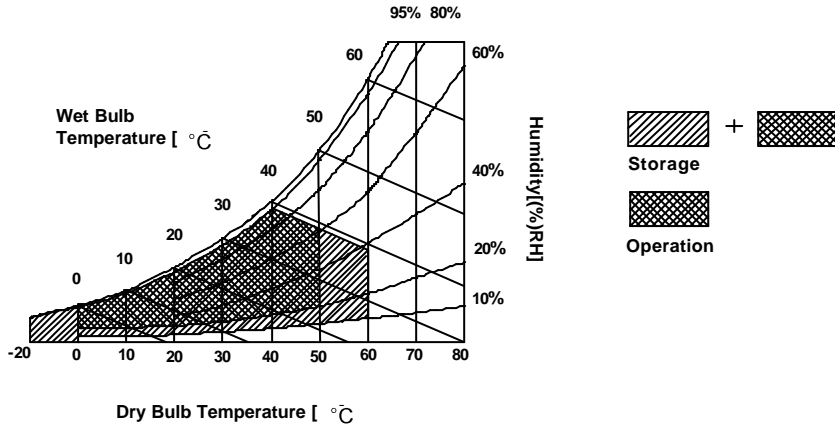 95% 80%
60
60%
Wet Bulb
Temperature [ °C̄
50
Humidity[(%)RH]
+
Storage
40
40%
30
20
Operation
10
20%
0
10%
-20 0 10 20 30 40 50 60 70 80
Dry Bulb Temperature [ °C̄